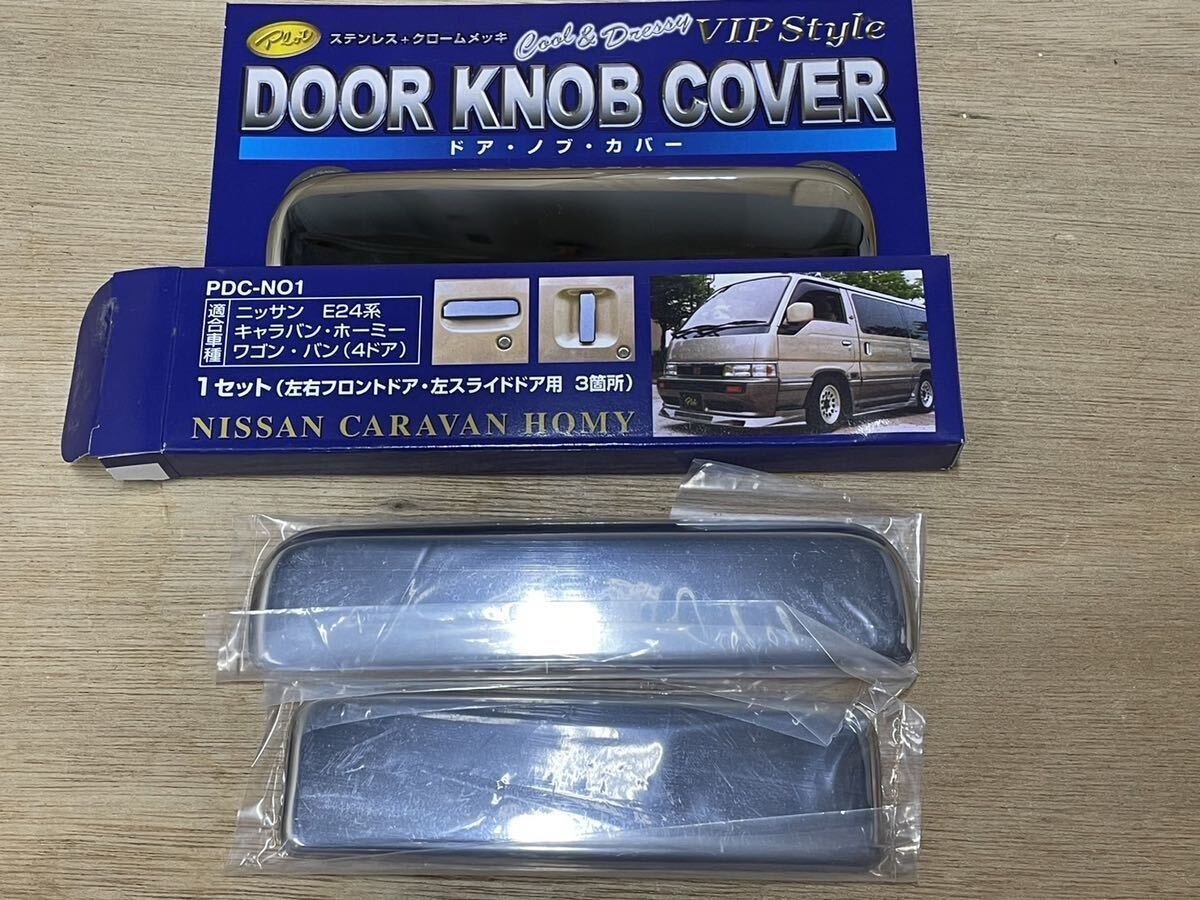 Plot
ステンレス+クロームメッキ
Cool & Dressy
VIP Style
DOOR KNOB COVER
ドア・ノブ・カバー
PDC-NO1
適合車種
ニッサン E24系
キャラバン・ホーミー
ワゴン・バン(4ドア)
1セット(左右フロントドア・左スライドドア用 3箇所)
NISSAN CARAVAN HOMY
Plot